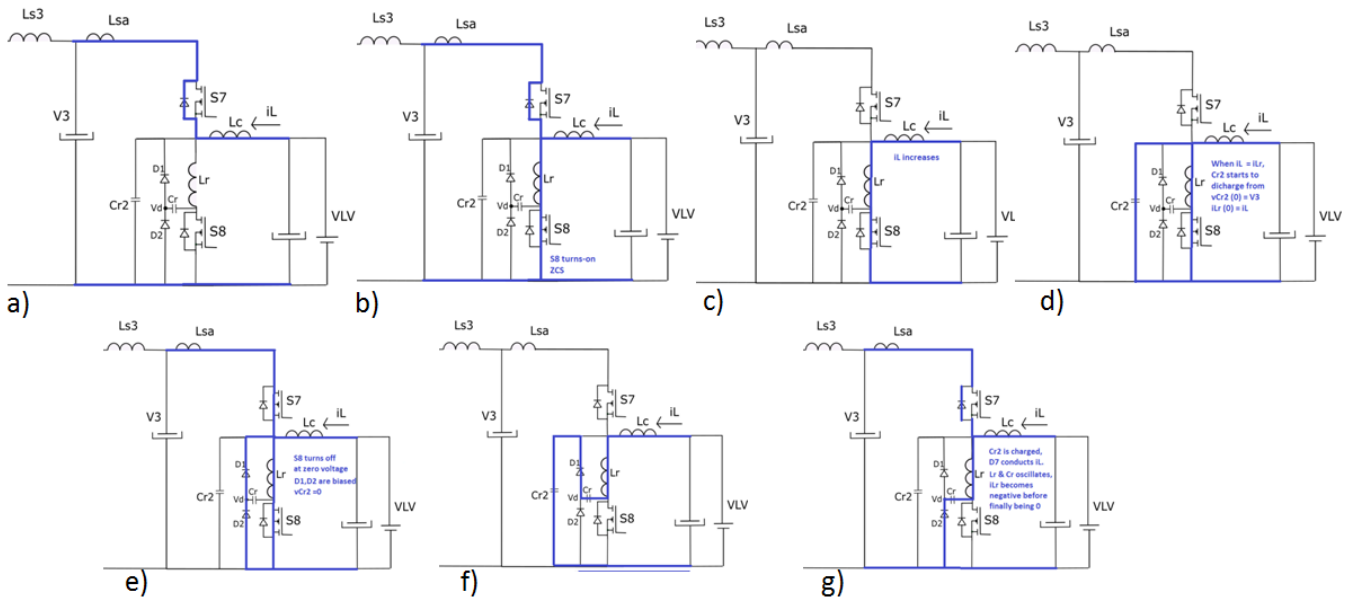 Ls3
Lsa
S7
V3
iL
Lc
D1
Lr
Cr2
Vd
Cr
D2
S8
VLV
a)
Ls3
Lsa
S7
V3
iL
Lc
D1
Lr
Cr2
Vd
Cr
D2
S8
VLV
S8 turns-on
ZCS
b)
Ls3
Lsa
S7
V3
iL
Lc
iL increases
D1
Lr
Cr2
Vd
Cr
D2
S8
VL
c)
Ls3
Lsa
S7
V3
iL
Lc
When iL = iLr,
Cr2 starts to
dicharge from
vCr2 (0) = V3
iLr (0) = iL
D1
Lr
Cr2
Vd
Cr
D2
S8
VLV
d)
Ls3
Lsa
S7
V3
iL
Lc
S8 turns off
at zero voltage
D1,D2 are biased
vCr2 =0
D1
Lr
Cr2
Vd
Cr
D2
S8
VLV
e)
Ls3
Lsa
S7
V3
iL
Lc
D1
Lr
Cr2
Vd
Cr
D2
S8
VLV
f)
Ls3
Lsa
S7
V3
iL
Lc
Cr2 is charged,
D7 conducts iL.
Lr & Cr oscillates,
iLr becomes
negative before
finally being 0
D1
Lr
Cr2
Vd
Cr
D2
S8
VLV
g)